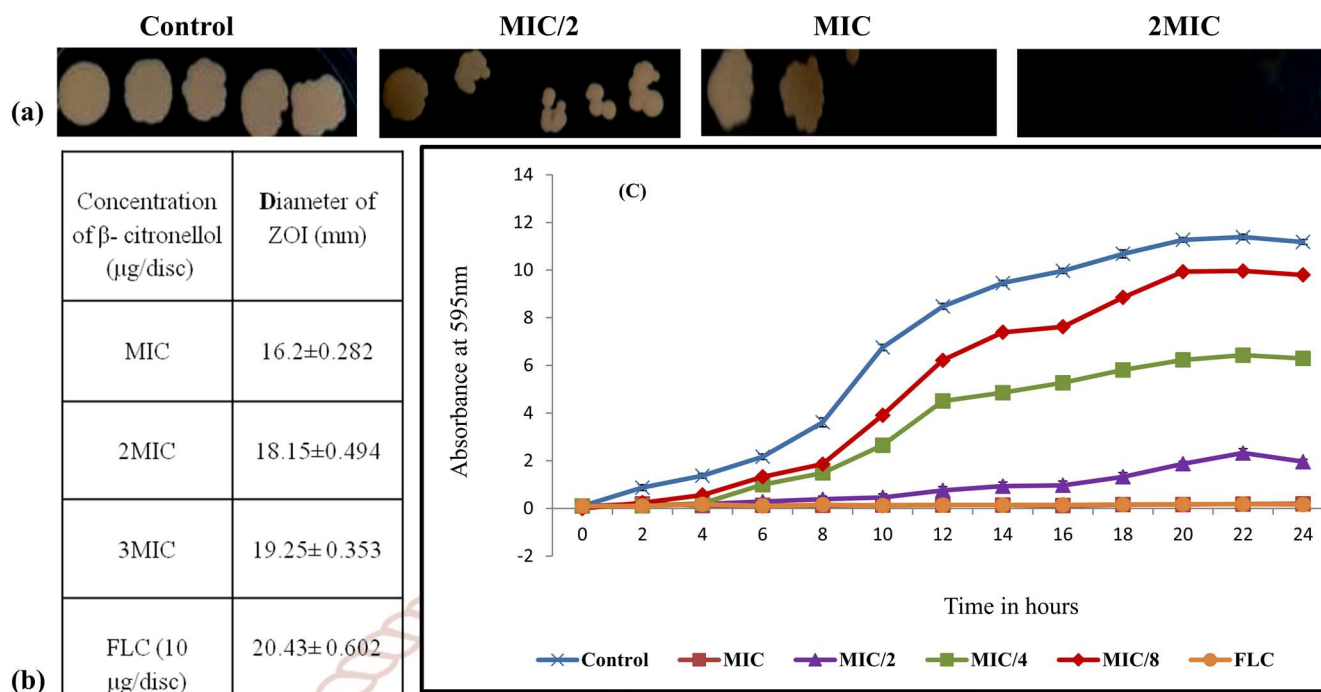 Control MIC/2 MIC 2MIC
(a)
Concentration
of β- citronellol
(µg/disc)
Diameter of
ZOI (mm)
MIC
16.2±0.282
2MIC
18.15±0.494
3MIC
19.25±0.353
FLC (10
µg/disc)
20.43±0.602
(b)
(C)
Absorbance at 595nm
14
12
10
8
6
4
2
0
-2
0 2 4 6 8 10 12 14 16 18 20 22 24
Time in hours
Control MIC MIC/2 MIC/4 MIC/8 FLC